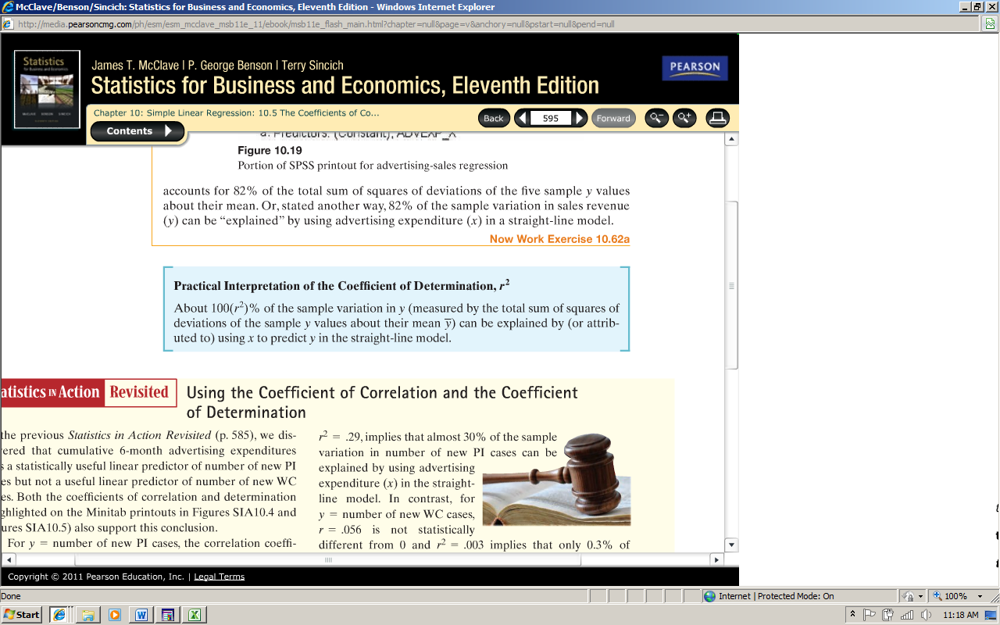 McClave/Benson/Sincich: Statistics for Business and Economics, Eleventh Edition - Windows Internet Explorer
http://media.pearsoncmg.com/ph/esm/esm_mcclave_msb11e_11/ebook/msb11e_flash_main.html?chapter=null&page=v&anchory=null&pstart=null&pend=null
Statistics
for Business and Economics
James T. McClave | P. George Benson | Terry Sincich
Statistics for Business and Economics, Eleventh Edition
PEARSON
Chapter 10: Simple Linear Regression: 10.5 The Coefficients of Co...
Contents
Back
595
Forward
a. Predictors: (Constant), ADVEXP_X
Figure 10.19
Portion of SPSS printout for advertising-sales regression
accounts for 82% of the total sum of squares of deviations of the five sample y values
about their mean. Or, stated another way, 82% of the sample variation in sales revenue
(y) can be “explained” by using advertising expenditure (x) in a straight-line model.
Now Work Exercise 10.62a
Practical Interpretation of the Coefficient of Determination, r²
About 100(r²)% of the sample variation in y (measured by the total sum of squares of
deviations of the sample y values about their mean y̅) can be explained by (or attrib-
uted to) using x to predict y in the straight-line model.
atistics IN Action Revisited
Using the Coefficient of Correlation and the Coefficient
of Determination
the previous Statistics in Action Revisited (p. 585), we dis-
ered that cumulative 6-month advertising expenditures
s a statistically useful linear predictor of number of new PI
es but not a useful linear predictor of number of new WC
es. Both the coefficients of correlation and determination
ghlighted on the Minitab printouts in Figures SIA10.4 and
ures SIA10.5) also support this conclusion.
For y = number of new PI cases, the correlation coeffi-
r² = .29, implies that almost 30% of the sample
variation in number of new PI cases can be
explained by using advertising
expenditure (x) in the straight-
line model. In contrast, for
y = number of new WC cases,
r = .056 is not statistically
different from 0 and r² = .003 implies that only 0.3% of
Copyright © 2011 Pearson Education, Inc. | Legal Terms
Done
Internet | Protected Mode: On
100%
Start
11:18 AM